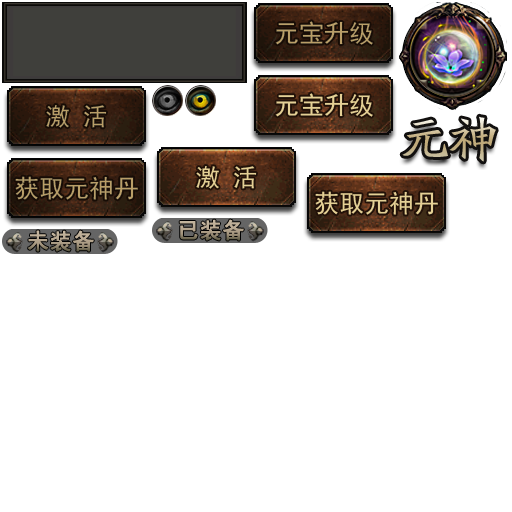 元宝升级
元宝升级
激 活
元神
获取元神丹
激 活
获取元神丹
未装备
已装备